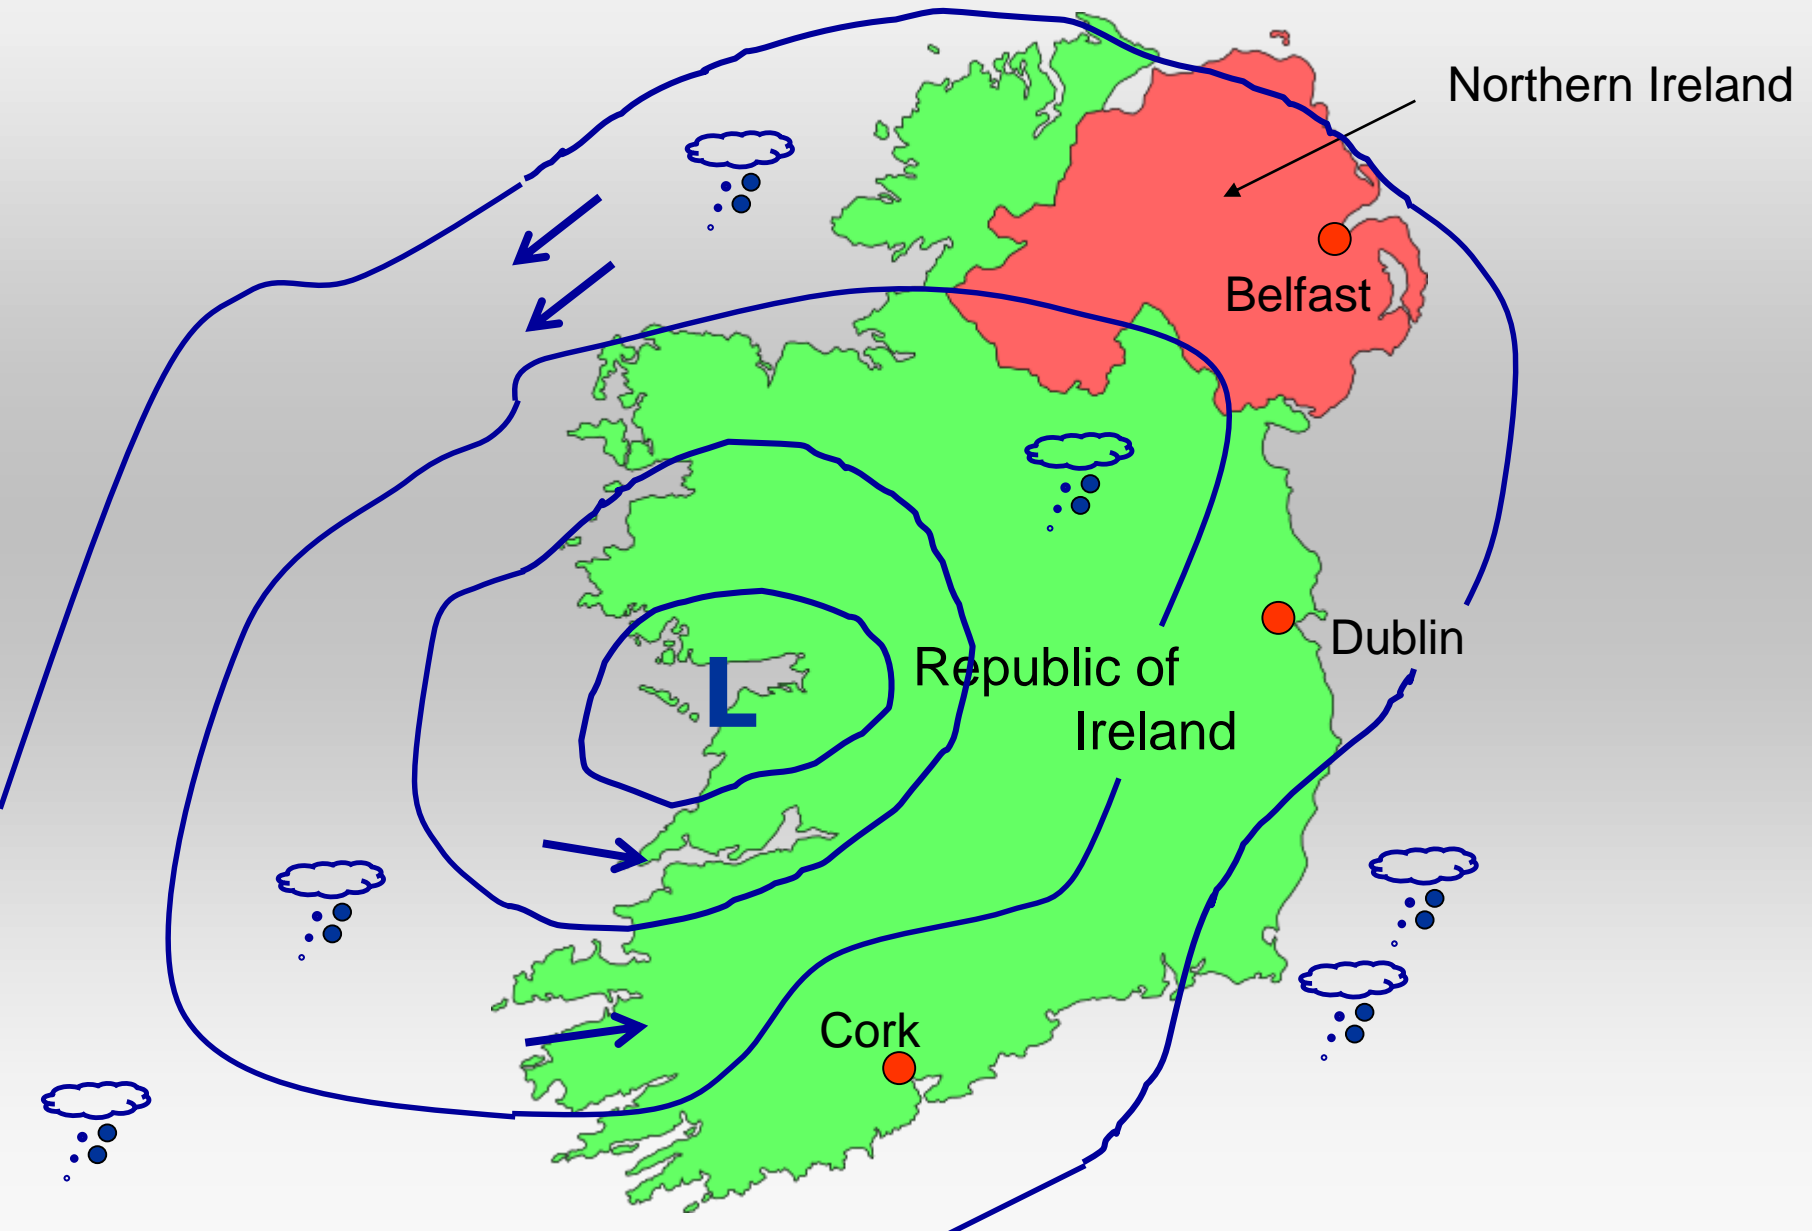 Northern Ireland
Belfast
Dublin
L
Republic of
Ireland
Cork